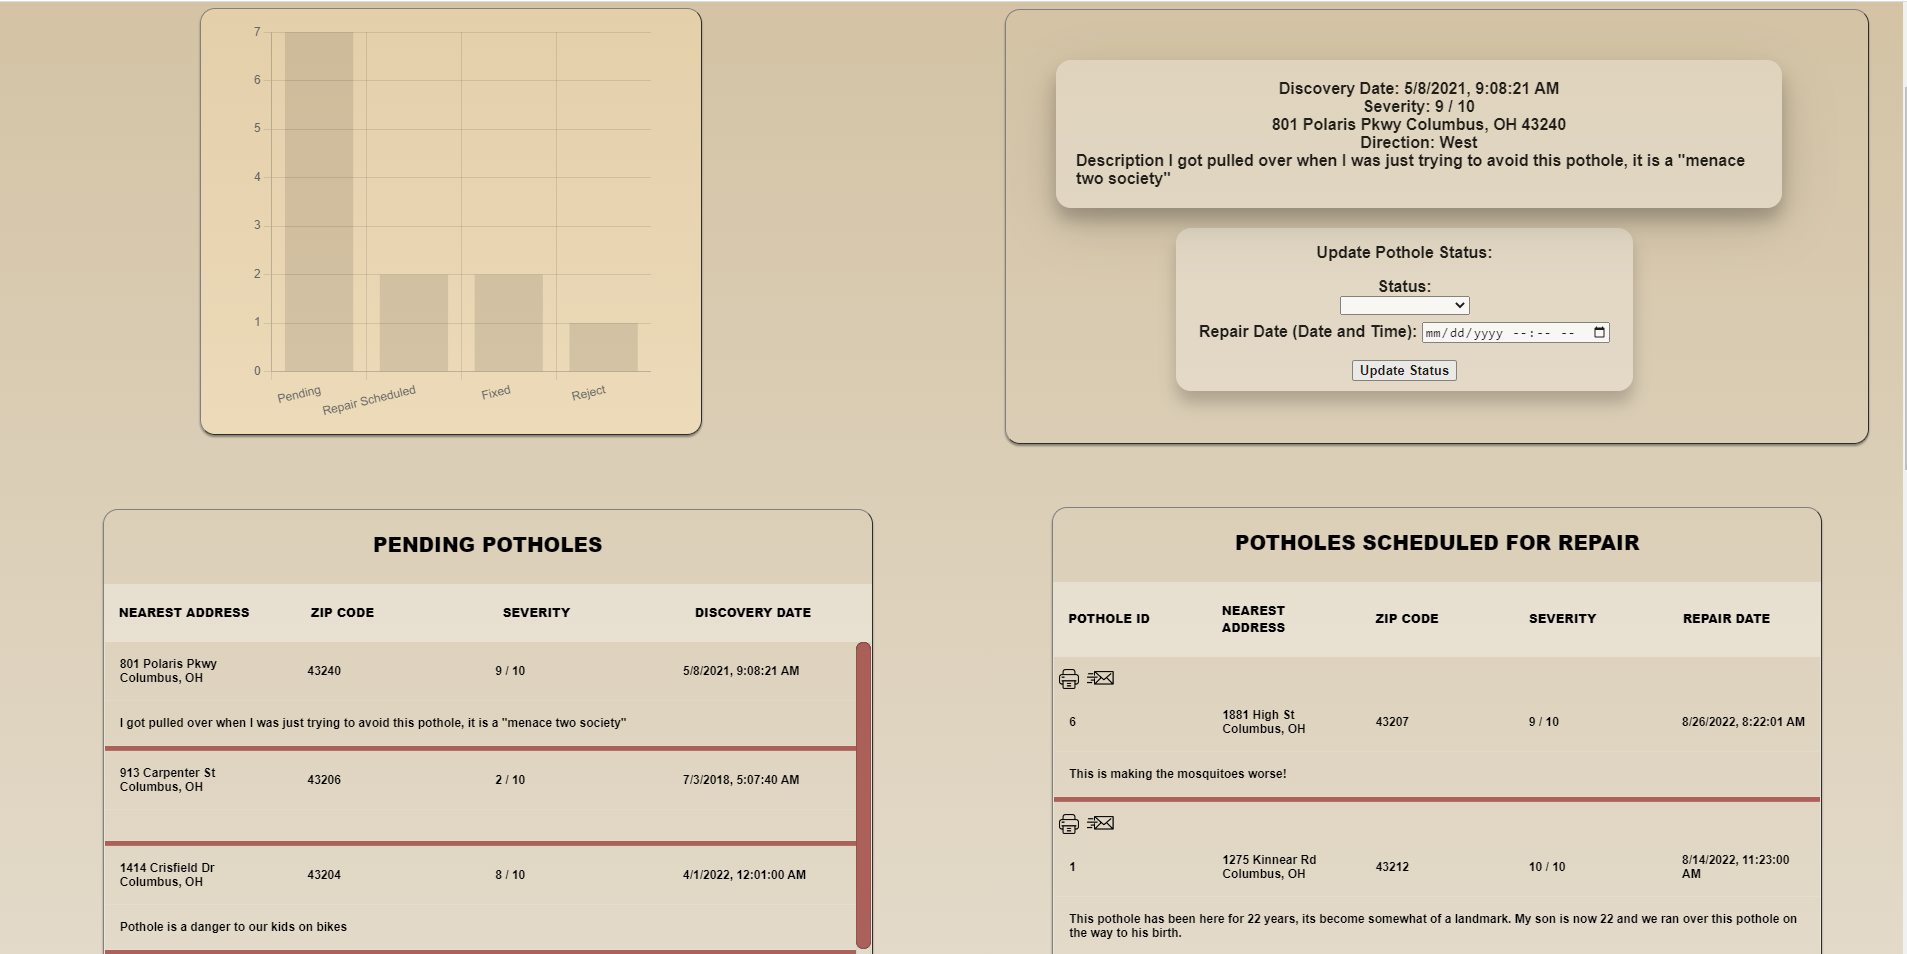 7
6
5
4
3
2
1
0
Pending
Repair Scheduled
Fixed
Reject
Discovery Date: 5/8/2021, 9:08:21 AM
Severity: 9 / 10
801 Polaris Pkwy Columbus, OH 43240
Direction: West
Description I got pulled over when I was just trying to avoid this pothole, it is a "menace
two society"
Update Pothole Status:
Status:
Repair Date (Date and Time): mm/dd/yyyy --:-- --
Update Status
PENDING POTHOLES
NEAREST ADDRESS ZIP CODE SEVERITY DISCOVERY DATE
801 Polaris Pkwy
Columbus, OH 43240 9 / 10 5/8/2021, 9:08:21 AM
I got pulled over when I was just trying to avoid this pothole, it is a "menace two society"
913 Carpenter St
Columbus, OH 43206 2 / 10 7/3/2018, 5:07:40 AM
1414 Crisfield Dr
Columbus, OH 43204 8 / 10 4/1/2022, 12:01:00 AM
Pothole is a danger to our kids on bikes
POTHOLES SCHEDULED FOR REPAIR
POTHOLE ID NEAREST
ADDRESS ZIP CODE SEVERITY REPAIR DATE
6 1881 High St
Columbus, OH 43207 9 / 10 8/26/2022, 8:22:01 AM
This is making the mosquitoes worse!
1 1275 Kinnear Rd
Columbus, OH 43212 10 / 10 8/14/2022, 11:23:00
AM
This pothole has been here for 22 years, its become somewhat of a landmark. My son is now 22 and we ran over this pothole on
the way to his birth.